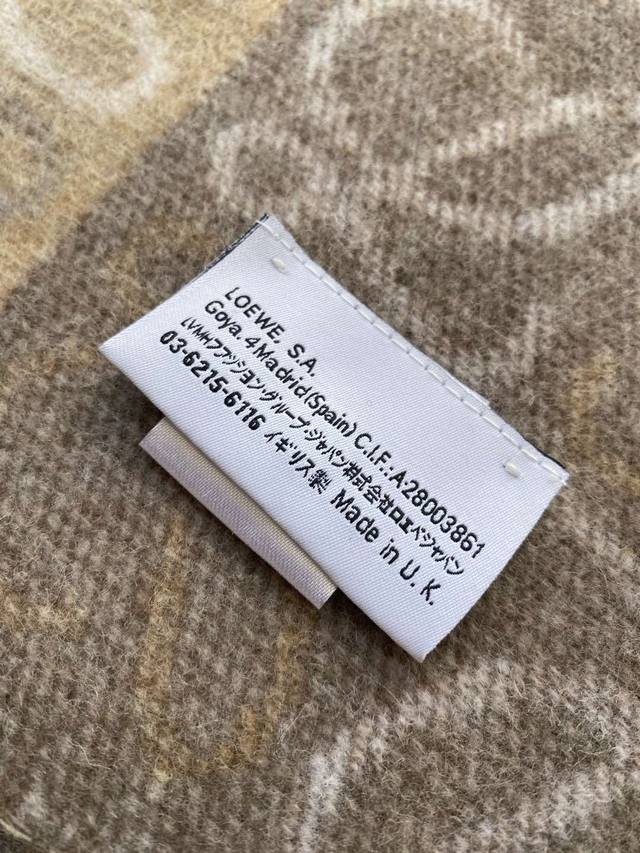 LOEWE, S.A.
Goya, 4 Madrid (Spain) C.I.F.: A28003861
LVMHファッション・グループ・ジャパン株式会社ロエベジャパン
03-6215-6116 イギリス製 Made in U.K.